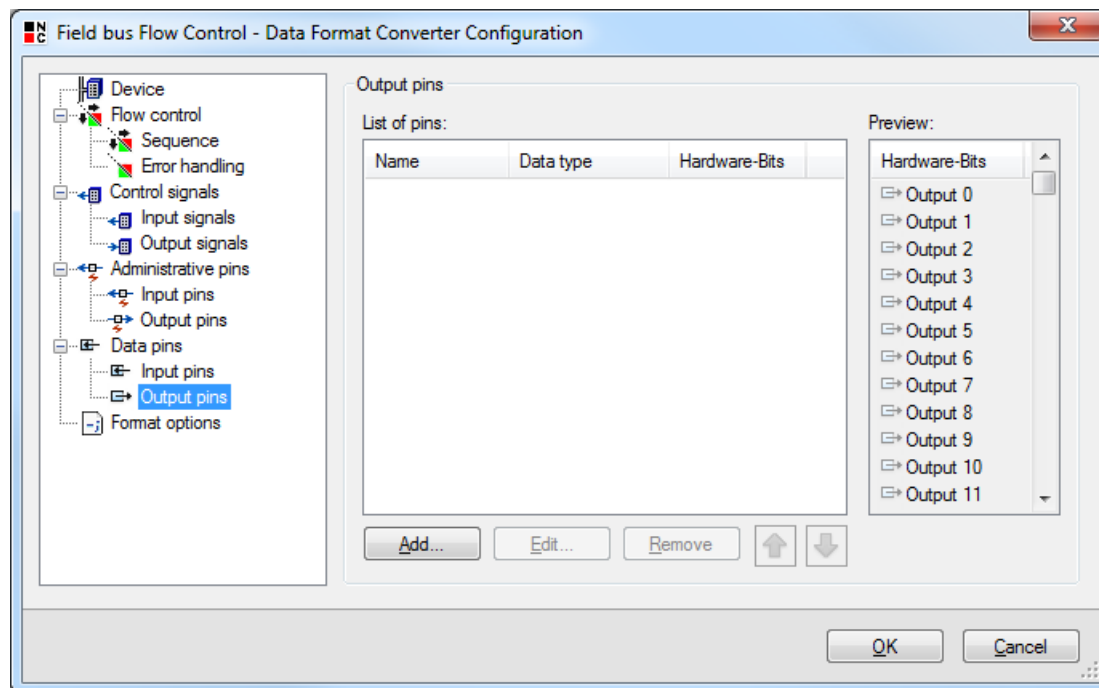 Field bus Flow Control - Data Format Converter Configuration
Device
Flow control
Sequence
Error handling
Control signals
Input signals
Output signals
Administrative pins
Input pins
Output pins
Data pins
Input pins
Output pins
Format options
Output pins
List of pins:
Name Data type Hardware-Bits
Preview:
Hardware-Bits
Output 0
Output 1
Output 2
Output 3
Output 4
Output 5
Output 6
Output 7
Output 8
Output 9
Output 10
Output 11
Add... Edit... Remove
OK Cancel